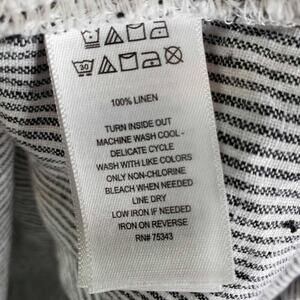 30
100% LINEN
TURN INSIDE OUT
MACHINE WASH COOL -
DELICATE CYCLE
WASH WITH LIKE COLORS
ONLY NON-CHLORINE
BLEACH WHEN NEEDED
LINE DRY
LOW IRON IF NEEDED
IRON ON REVERSE
RN# 75343